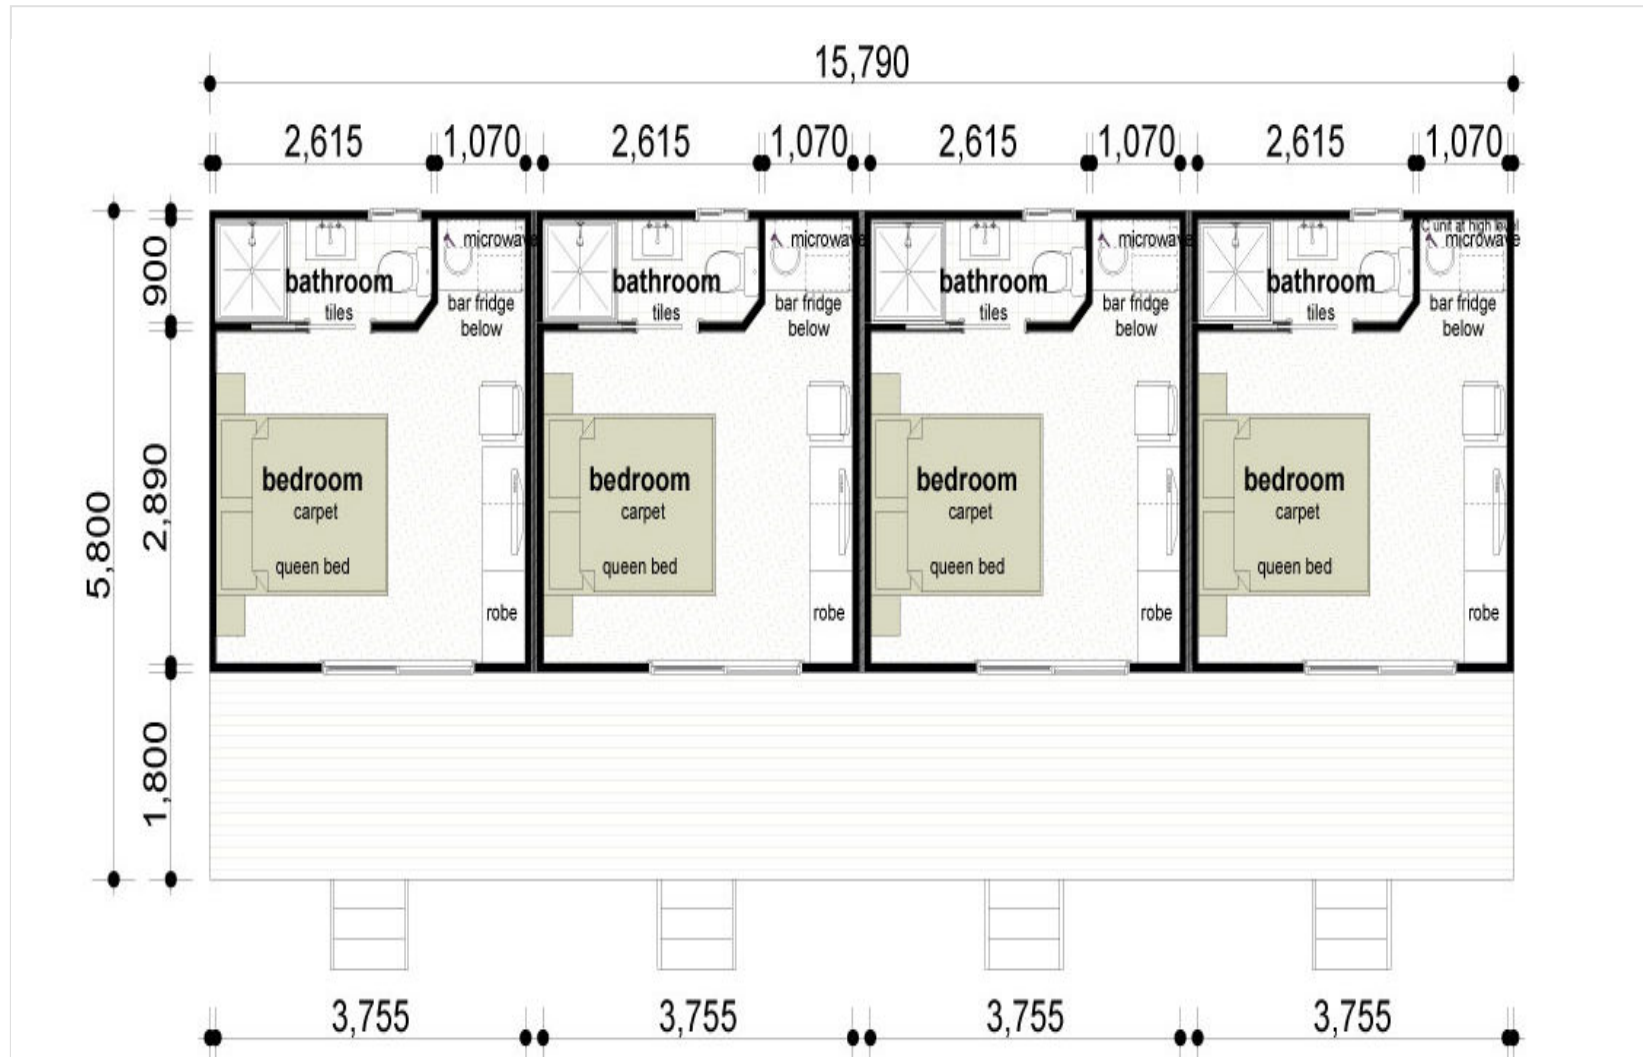 15,790
2,615 1,070 2,615 1,070 2,615 1,070 2,615 1,070
900
2,890
5,800
1,800
microwave
bathroom
tiles
bar fridge
below
bedroom
carpet
queen bed
robe
microwave
bathroom
tiles
bar fridge
below
bedroom
carpet
queen bed
robe
microwave
bathroom
tiles
bar fridge
below
bedroom
carpet
queen bed
robe
unit at high level
microwave
bathroom
tiles
bar fridge
below
bedroom
carpet
queen bed
robe
3,755 3,755 3,755 3,755